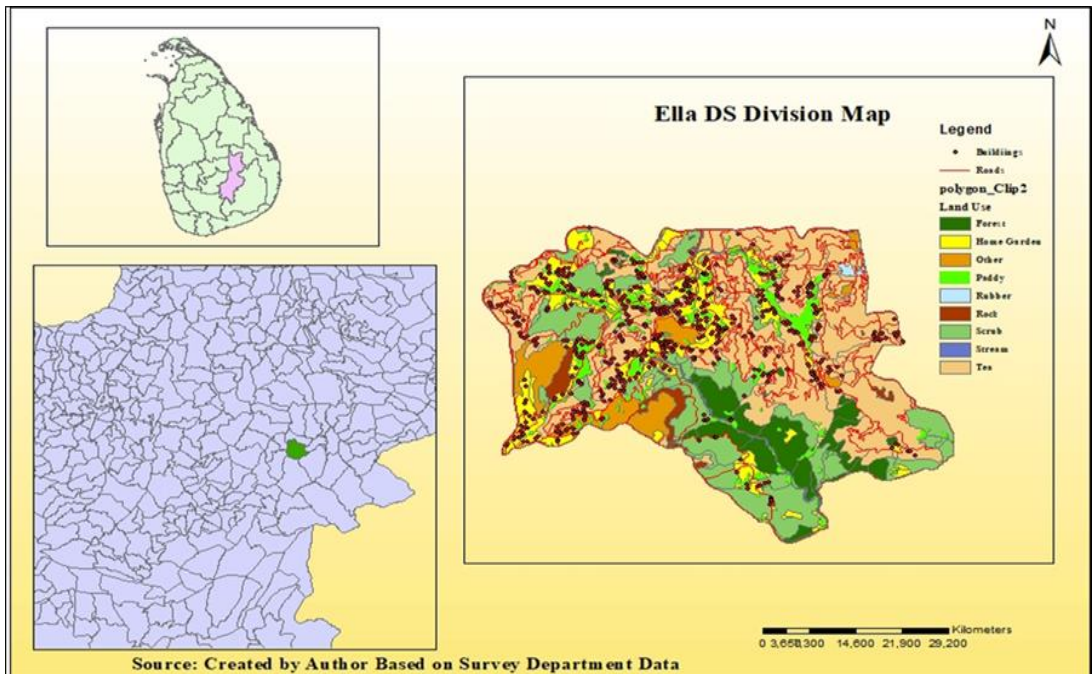 N
Ella DS Division Map
Legend
Buildiings
Roads
polygon_Clip2
Land Use
Forest
Home Garden
Other
Paddy
Rubber
Rock
Scrub
Stream
Tea
Kilometers
14,600 21,900 29,200
Source: Created by Author Based on Survey Department Data